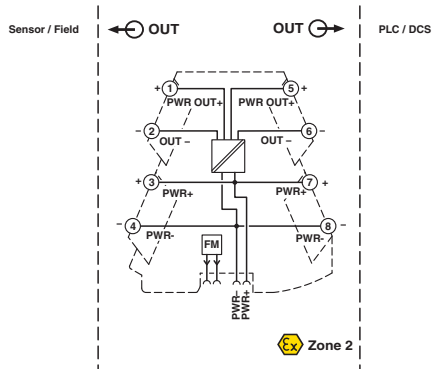 Sensor / Field
OUT
OUT
PLC / DCS
+ 1
5 +
PWR OUT+
PWR OUT+
– 2
6 –
OUT –
OUT –
+ 3
7 +
PWR+
PWR+
– 4
8 –
PWR-
PWR-
FM
PWR–
PWR+
Ex Zone 2